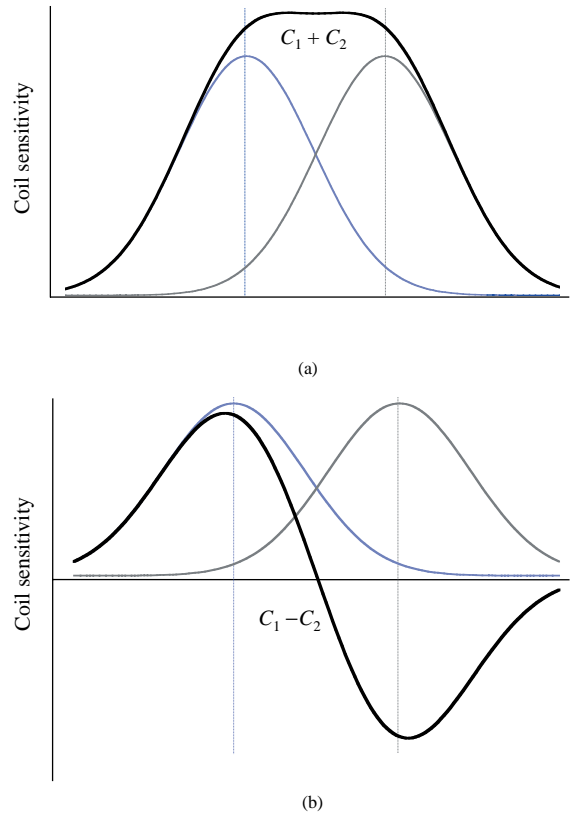 C₁ + C₂
Coil sensitivity
(a)
Coil sensitivity
C₁ − C₂
(b)